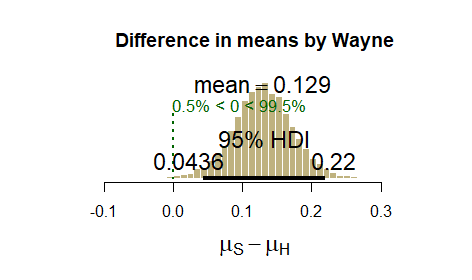 Difference in means by Wayne
mean = 0.129
0.5% < 0 < 99.5%
95% HDI
0.0436 0.22
-0.1 0.0 0.1 0.2 0.3
μS − μH